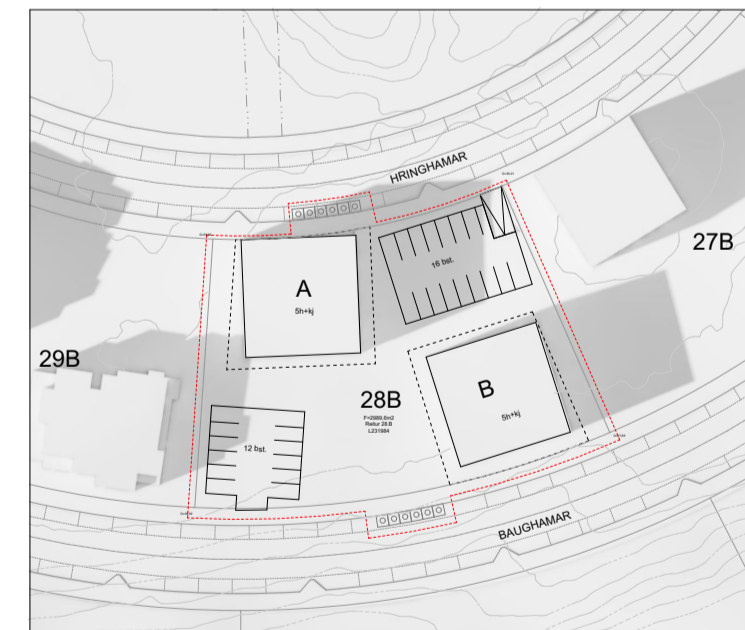 HRINGHAMAR
27B
16 bst.
A
5h+kj
29B
28B
F=2989,6m2
Reitur 28.B
L231984
B
5h+kj
12 bst.
BAUGHAMAR